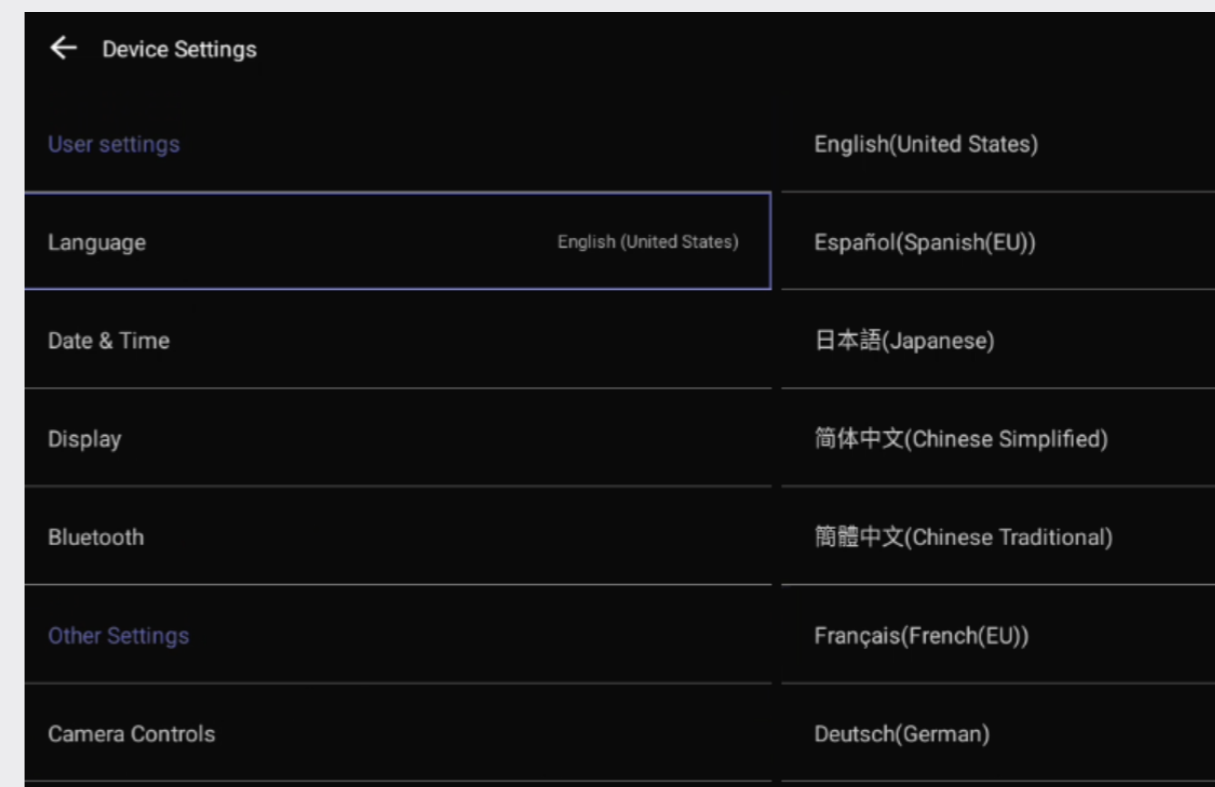 Device Settings
User settings
Language
English (United States)
Date & Time
Display
Bluetooth
Other Settings
Camera Controls
English(United States)
Español(Spanish(EU))
日本語(Japanese)
简体中文(Chinese Simplified)
簡體中文(Chinese Traditional)
Français(French(EU))
Deutsch(German)